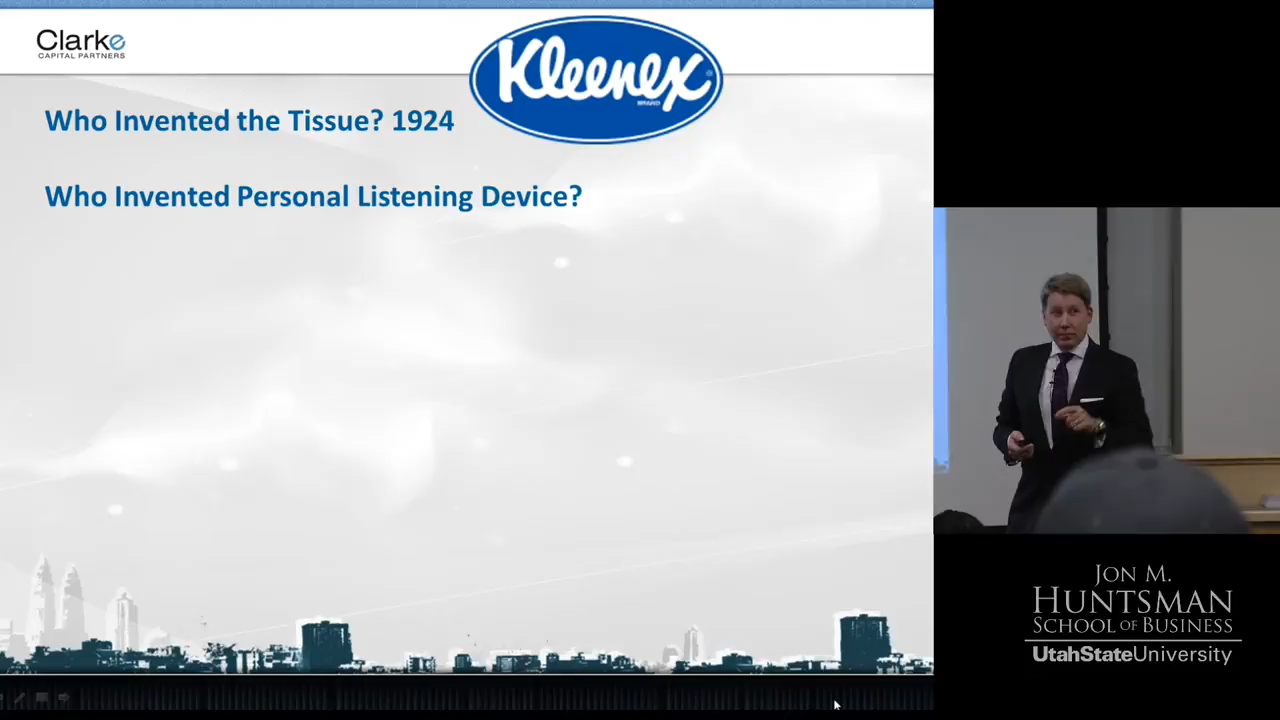 Clarke
CAPITAL PARTNERS
Kleenex
BRAND
®
Who Invented the Tissue? 1924
Who Invented Personal Listening Device?
JON M.
HUNTSMAN
SCHOOL OF BUSINESS
UtahStateUniversity